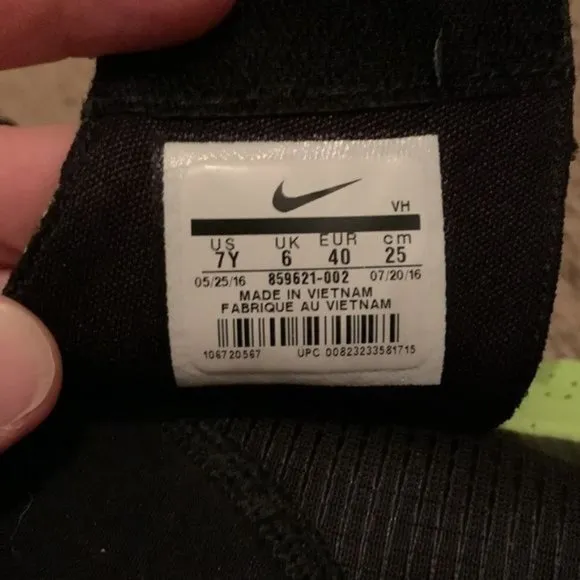 VH
US UK EUR cm
7Y 6 40 25
05/25/16 859621-002 07/20/16
MADE IN VIETNAM
FABRIQUE AU VIETNAM
106720567 UPC 00823233581715